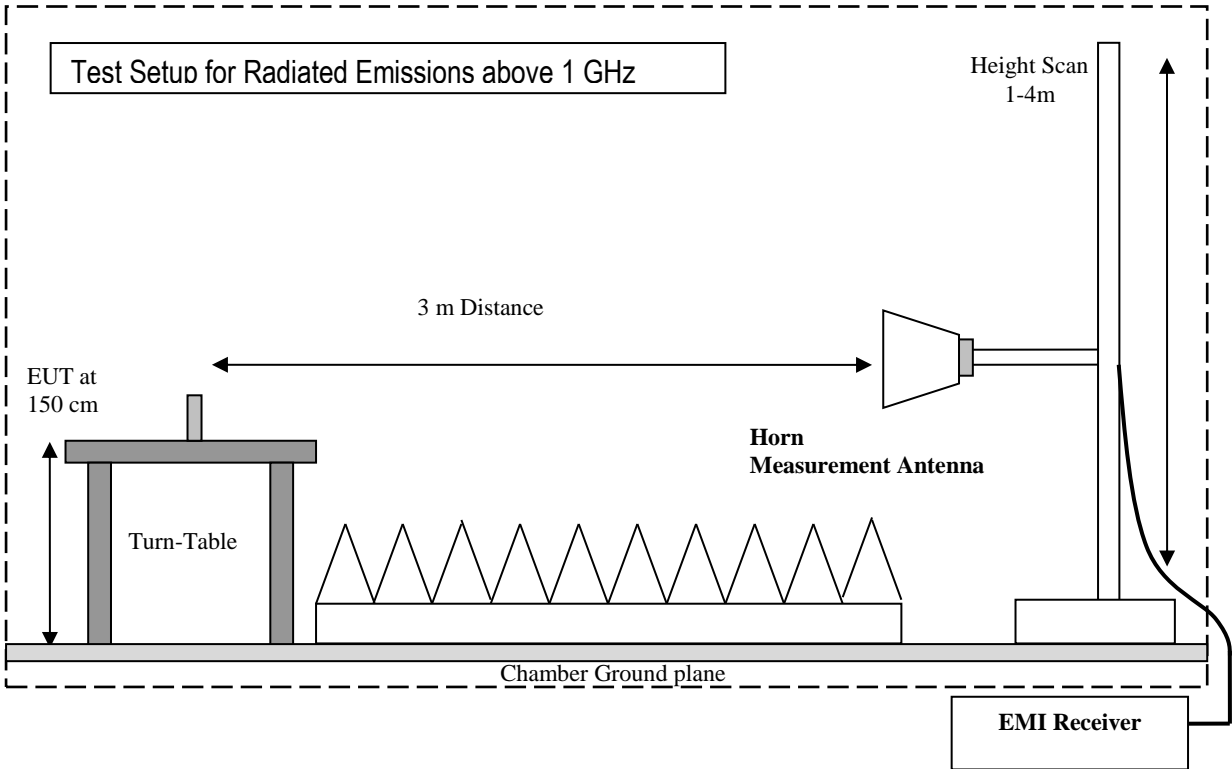 Test Setup for Radiated Emissions above 1 GHz
Height Scan
1-4m
3 m Distance
EUT at
150 cm
Horn
Measurement Antenna
Turn-Table
Chamber Ground plane
EMI Receiver